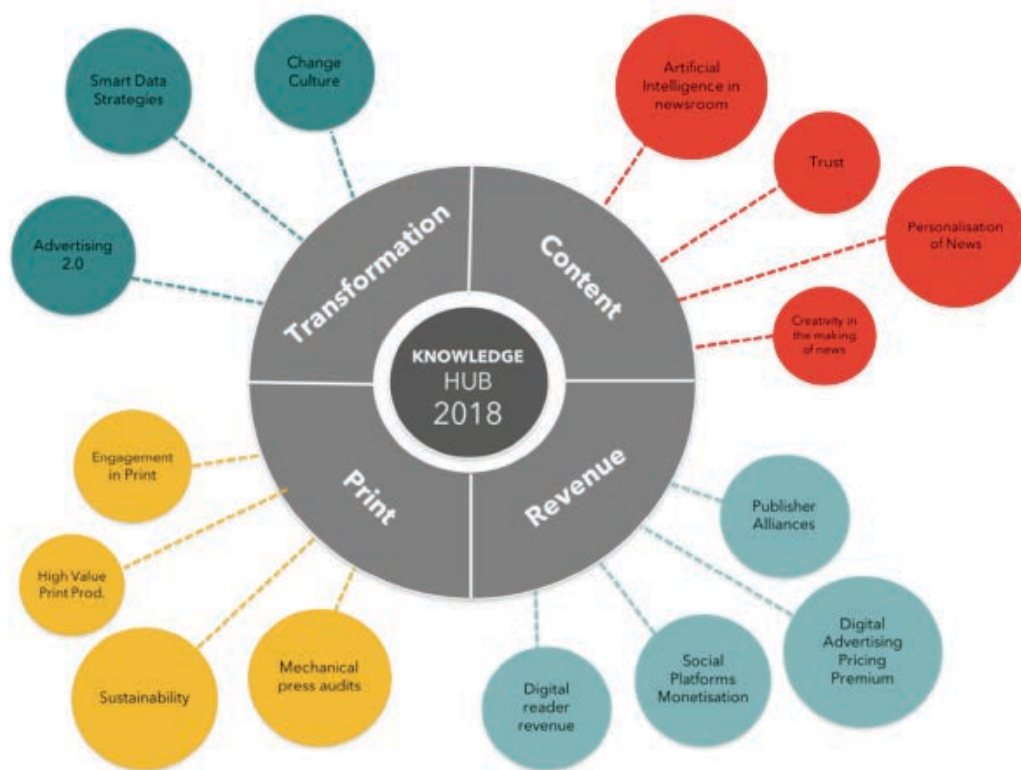 Smart Data
Strategies
Change
Culture
Advertising
2.0
Artificial
Intelligence in
newsroom
Trust
Personalisation
of News
Creativity in
the making
of news
Transformation
Content
KNOWLEDGE
HUB
2018
Print
Revenue
Engagement
in Print
High Value
Print Prod.
Sustainability
Mechanical
press audits
Publisher
Alliances
Digital
Advertising
Pricing
Premium
Social
Platforms
Monetisation
Digital
reader
revenue